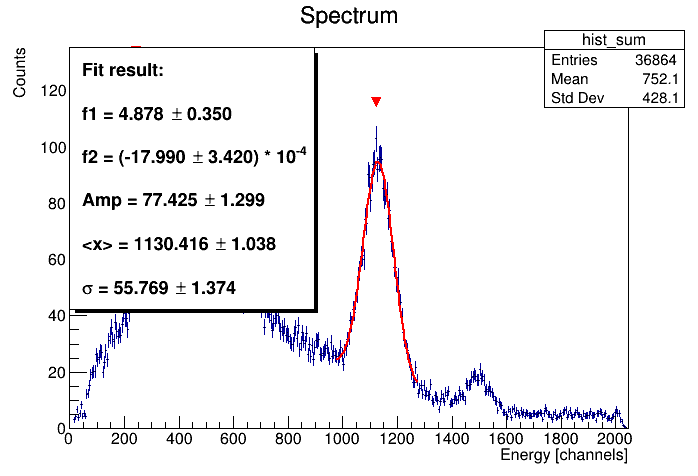 Spectrum
hist_sum
Entries 36864
Mean 752.1
Std Dev 428.1
Counts
Fit result:
f1 = 4.878 ± 0.350
f2 = (-17.990 ± 3.420) * 10⁻⁴
Amp = 77.425 ± 1.299
<x> = 1130.416 ± 1.038
σ = 55.769 ± 1.374
120
100
80
60
40
20
0
0 200 400 600 800 1000 1200 1400 1600 1800 2000
Energy [channels]